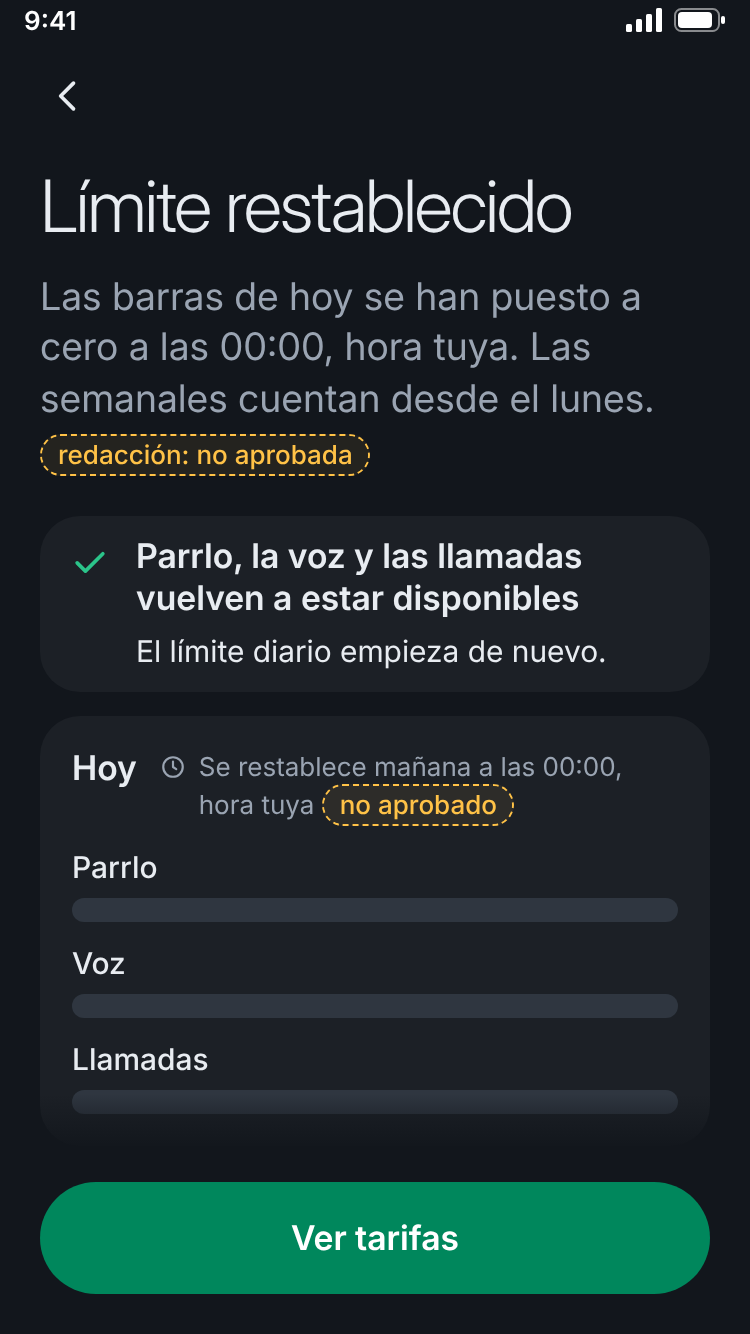 9:41
Límite restablecido
Las barras de hoy se han puesto a
cero a las 00:00, hora tuya. Las
semanales cuentan desde el lunes.
redacción: no aprobada
Parrlo, la voz y las llamadas
vuelven a estar disponibles
El límite diario empieza de nuevo.
Hoy Se restablece mañana a las 00:00,
hora tuya no aprobado
Parrlo
Voz
Llamadas
Ver tarifas